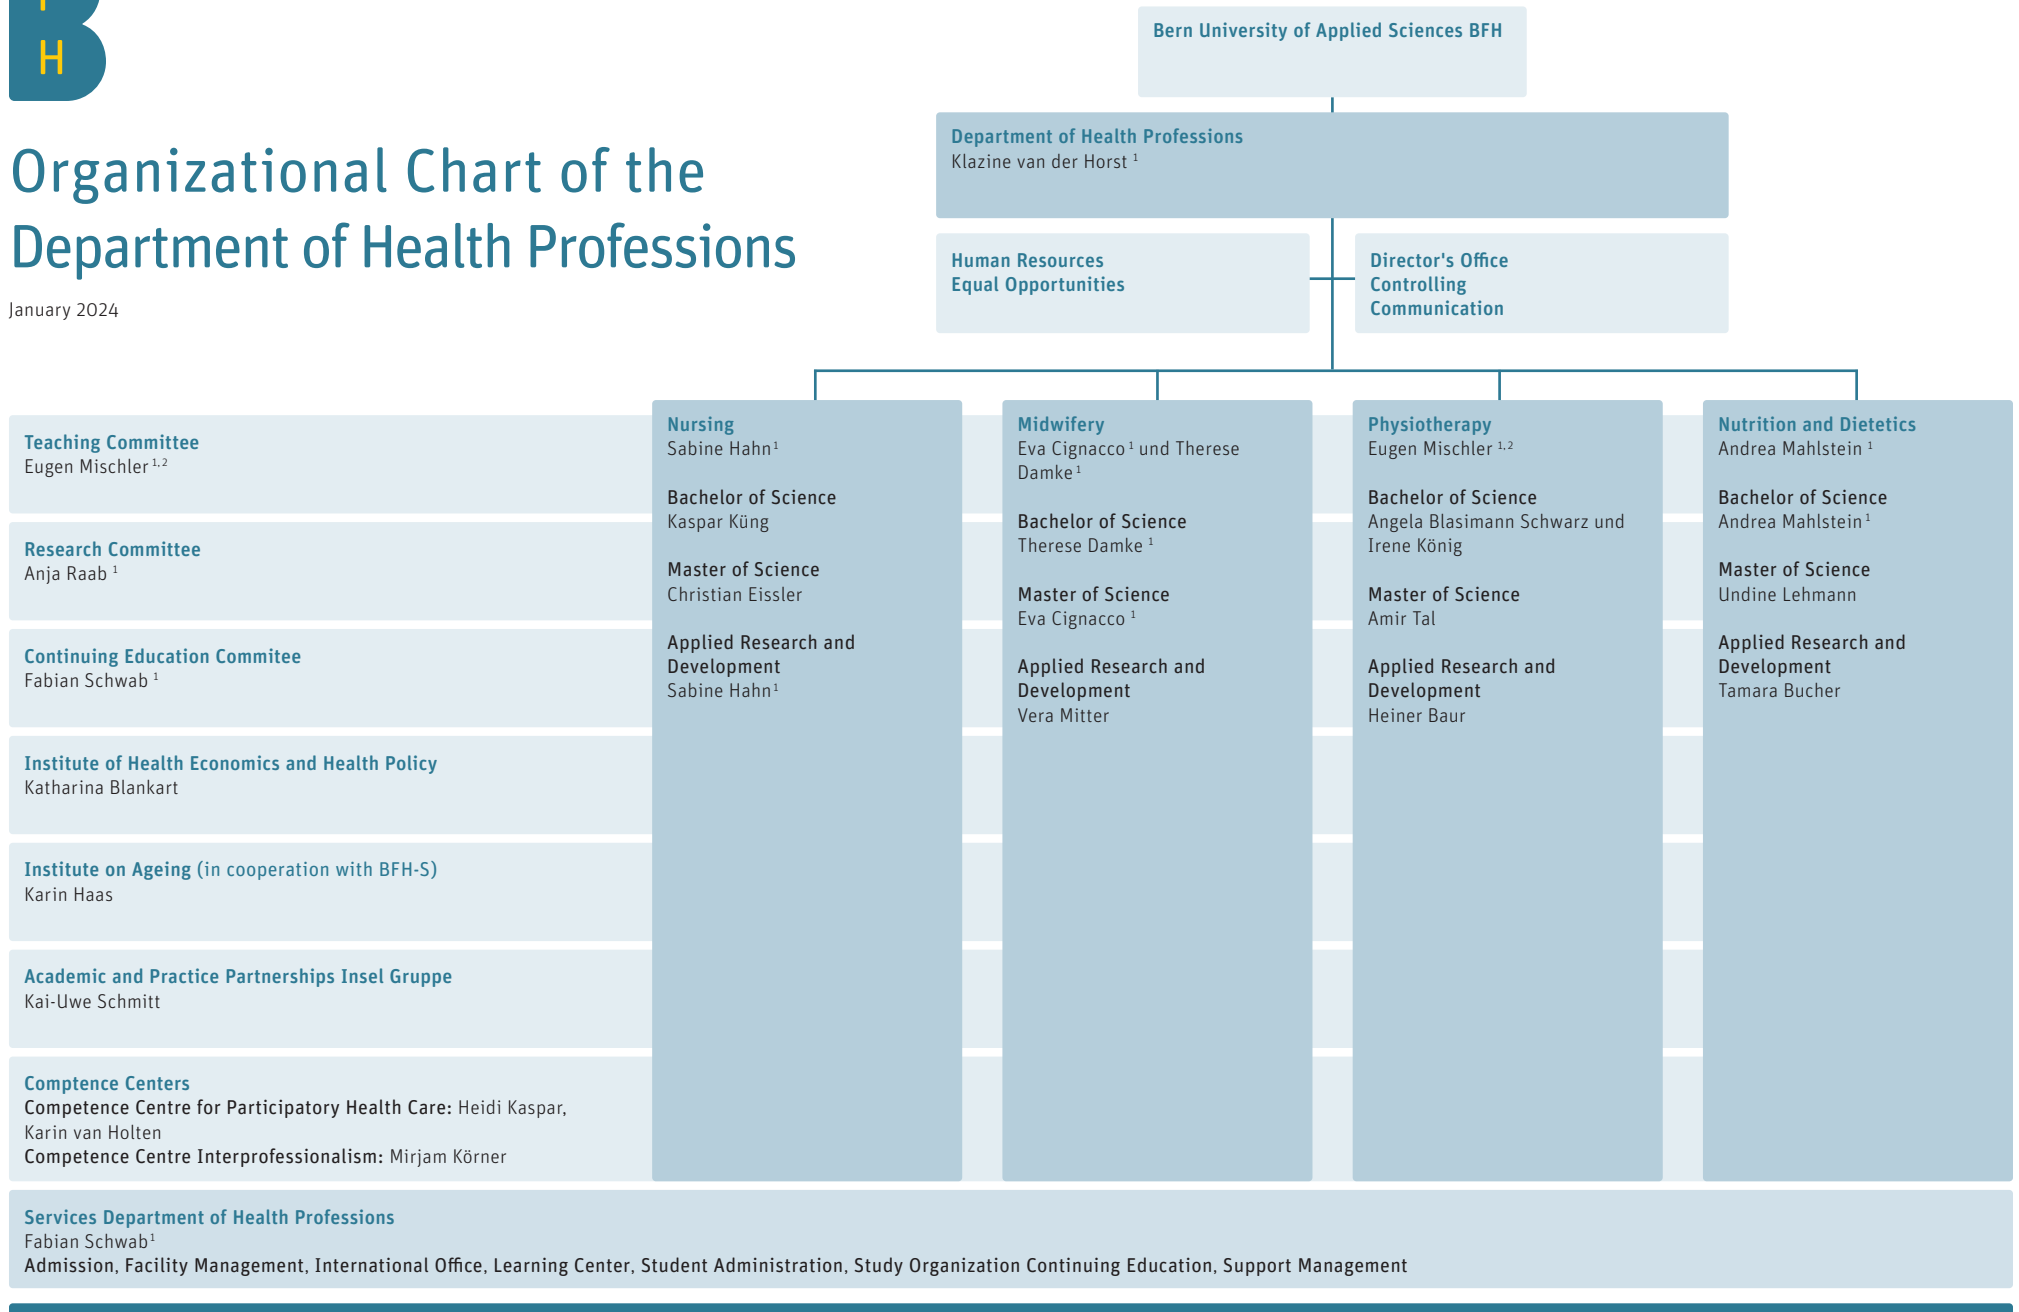 H
Organizational Chart of the
Department of Health Professions
January 2024
Bern University of Applied Sciences BFH
Department of Health Professions
Klazine van der Horst ¹
Human Resources
Equal Opportunities
Director's Office
Controlling
Communication
Teaching Committee
Eugen Mischler ¹,²
Research Committee
Anja Raab ¹
Continuing Education Commitee
Fabian Schwab ¹
Institute of Health Economics and Health Policy
Katharina Blankart
Institute on Ageing (in cooperation with BFH-S)
Karin Haas
Academic and Practice Partnerships Insel Gruppe
Kai-Uwe Schmitt
Comptence Centers
Competence Centre for Participatory Health Care: Heidi Kaspar,
Karin van Holten
Competence Centre Interprofessionalism: Mirjam Körner
Nursing
Sabine Hahn ¹
Bachelor of Science
Kaspar Küng
Master of Science
Christian Eissler
Applied Research and
Development
Sabine Hahn ¹
Midwifery
Eva Cignacco ¹ und Therese
Damke ¹
Bachelor of Science
Therese Damke ¹
Master of Science
Eva Cignacco ¹
Applied Research and
Development
Vera Mitter
Physiotherapy
Eugen Mischler ¹,²
Bachelor of Science
Angela Blasimann Schwarz und
Irene König
Master of Science
Amir Tal
Applied Research and
Development
Heiner Baur
Nutrition and Dietetics
Andrea Mahlstein ¹
Bachelor of Science
Andrea Mahlstein ¹
Master of Science
Undine Lehmann
Applied Research and
Development
Tamara Bucher
Services Department of Health Professions
Fabian Schwab ¹
Admission, Facility Management, International Office, Learning Center, Student Administration, Study Organization Continuing Education, Support Management